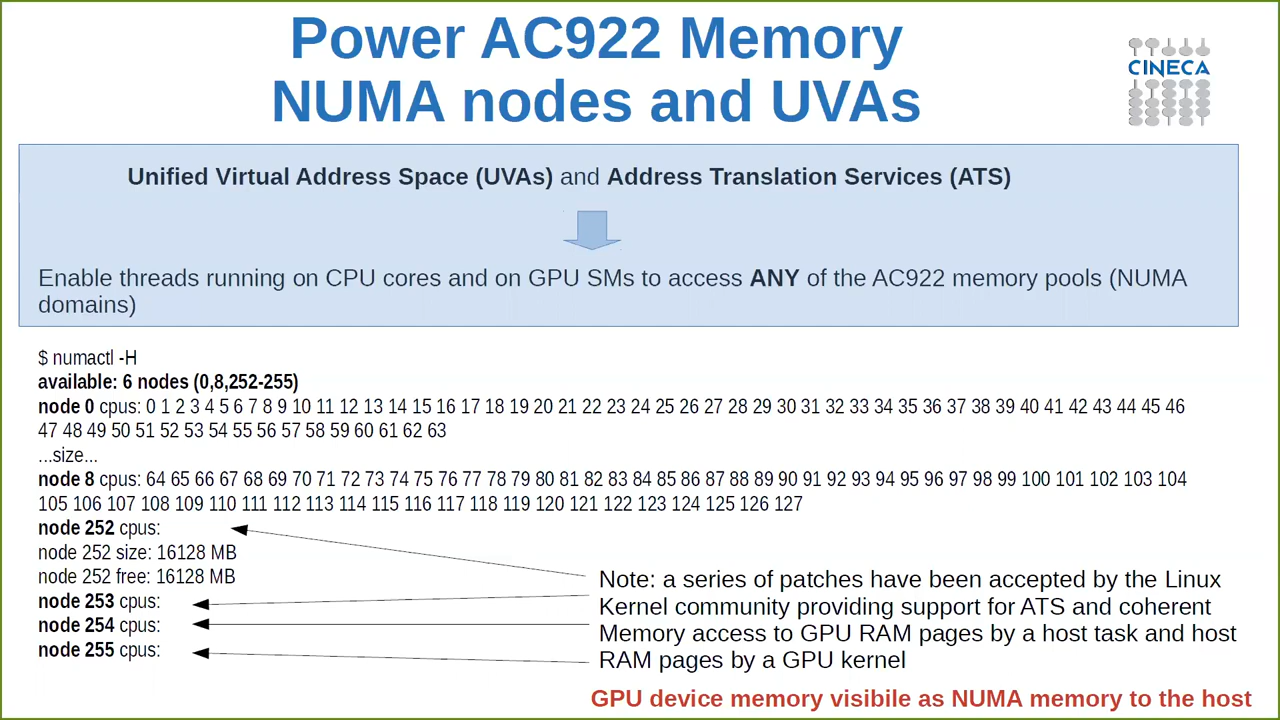 Power AC922 Memory
NUMA nodes and UVAs
CINECA
Unified Virtual Address Space (UVAs) and Address Translation Services (ATS)
Enable threads running on CPU cores and on GPU SMs to access ANY of the AC922 memory pools (NUMA
domains)
$ numactl -H
available: 6 nodes (0,8,252-255)
node 0 cpus: 0 1 2 3 4 5 6 7 8 9 10 11 12 13 14 15 16 17 18 19 20 21 22 23 24 25 26 27 28 29 30 31 32 33 34 35 36 37 38 39 40 41 42 43 44 45 46
47 48 49 50 51 52 53 54 55 56 57 58 59 60 61 62 63
...size...
node 8 cpus: 64 65 66 67 68 69 70 71 72 73 74 75 76 77 78 79 80 81 82 83 84 85 86 87 88 89 90 91 92 93 94 95 96 97 98 99 100 101 102 103 104
105 106 107 108 109 110 111 112 113 114 115 116 117 118 119 120 121 122 123 124 125 126 127
node 252 cpus:
node 252 size: 16128 MB
node 252 free: 16128 MB
node 253 cpus:
node 254 cpus:
node 255 cpus:
Note: a series of patches have been accepted by the Linux
Kernel community providing support for ATS and coherent
Memory access to GPU RAM pages by a host task and host
RAM pages by a GPU kernel
GPU device memory visibile as NUMA memory to the host